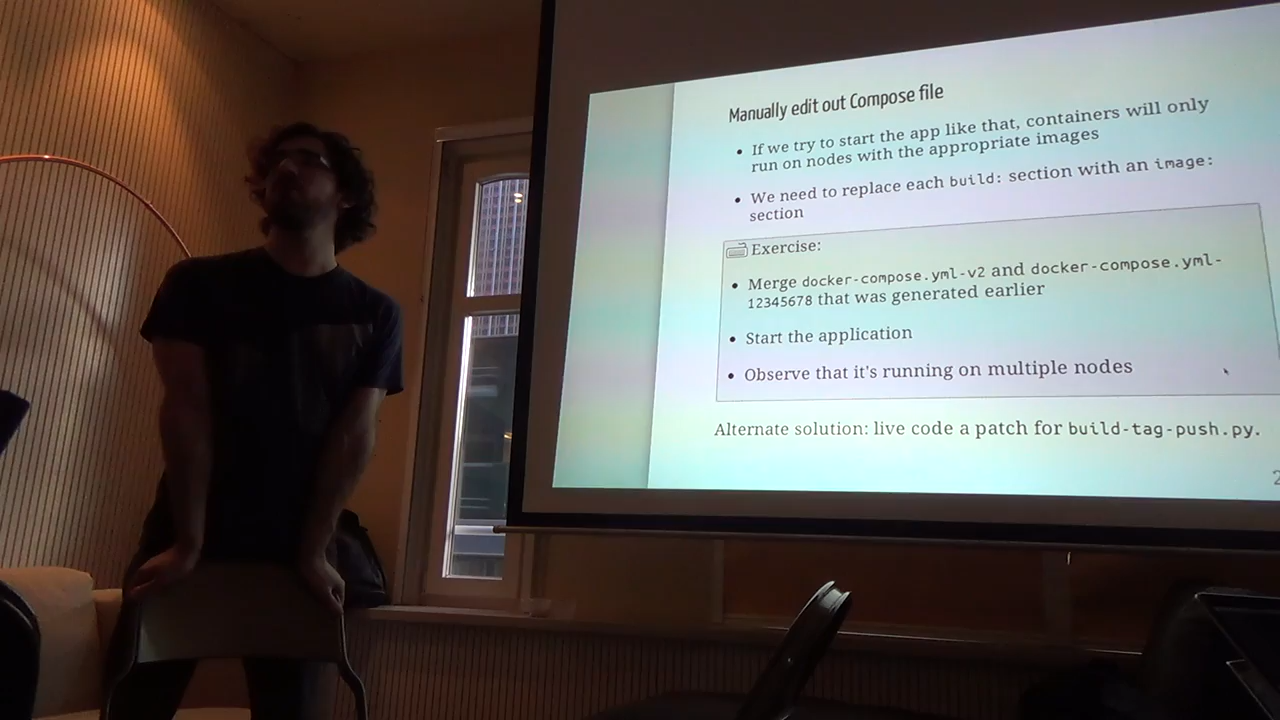 Manually edit out Compose file
• If we try to start the app like that, containers will only
run on nodes with the appropriate images
• We need to replace each build: section with an image:
section
Exercise:
• Merge docker-compose.yml-v2 and docker-compose.yml-
12345678 that was generated earlier
• Start the application
• Observe that it's running on multiple nodes
Alternate solution: live code a patch for build-tag-push.py.